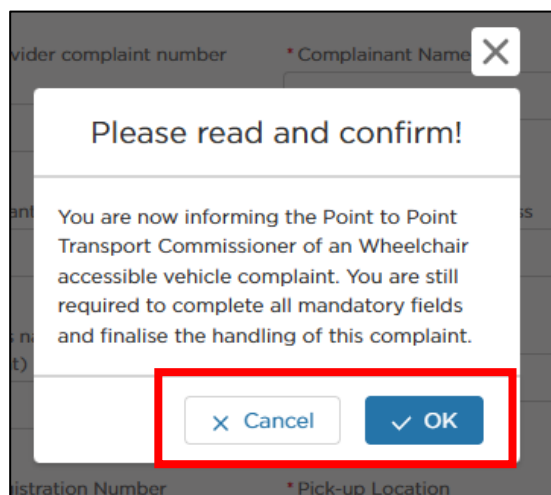 vider complaint number * Complainant Name
Please read and confirm!
You are now informing the Point to Point
Transport Commissioner of an Wheelchair
accessible vehicle complaint. You are still
required to complete all mandatory fields
and finalise the handling of this complaint.
Cancel OK
istration Number * Pick-up Location